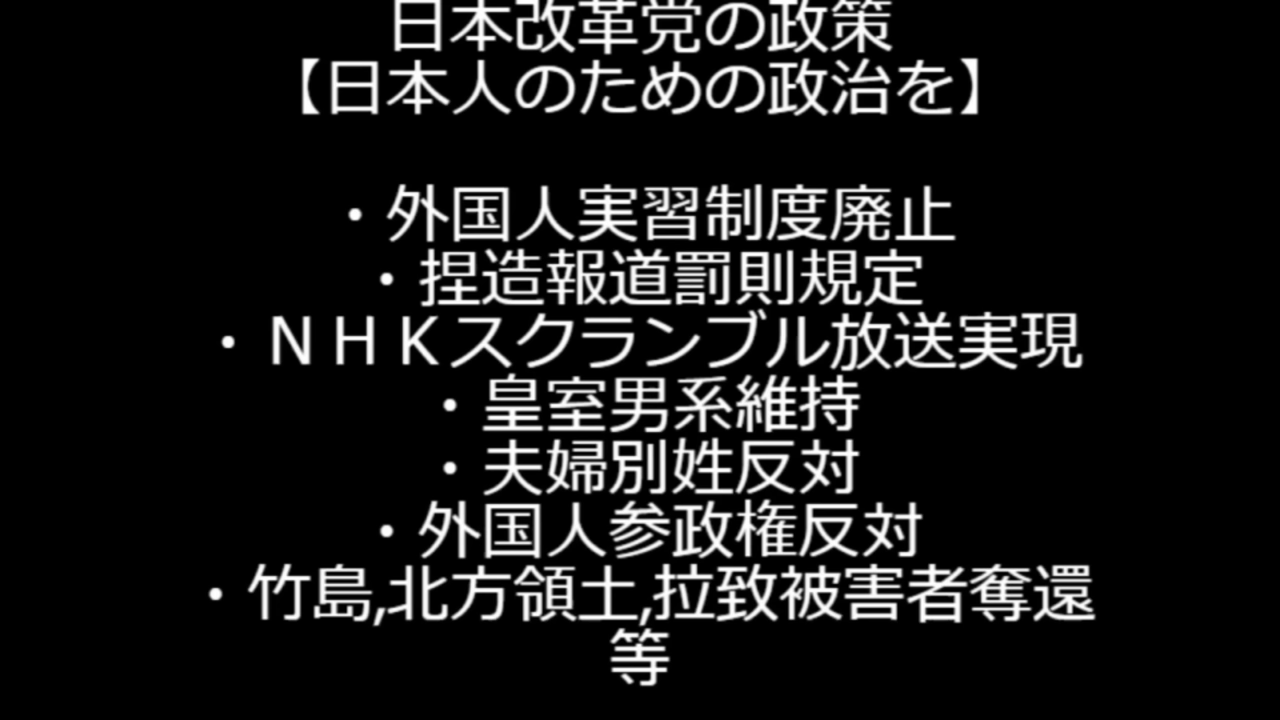 日本改革党の政策
【日本人のための政治を】
・外国人実習制度廃止
・捏造報道罰則規定
・ＮＨＫスクランブル放送実現
・皇室男系維持
・夫婦別姓反対
・外国人参政権反対
・竹島,北方領土,拉致被害者奪還
等